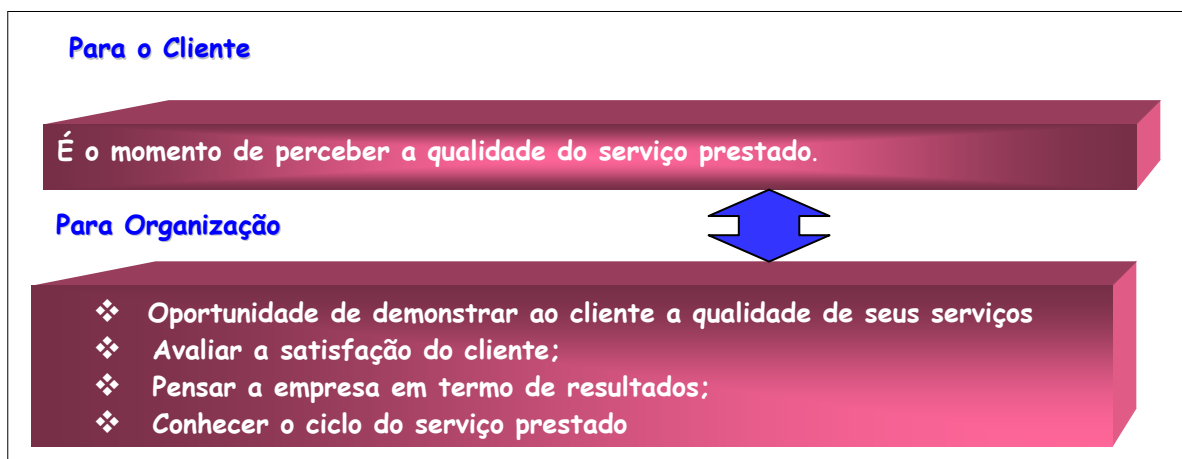 Para o Cliente
É o momento de perceber a qualidade do serviço prestado.
Para Organização
❖ Oportunidade de demonstrar ao cliente a qualidade de seus serviços
❖ Avaliar a satisfação do cliente;
❖ Pensar a empresa em termo de resultados;
❖ Conhecer o ciclo do serviço prestado